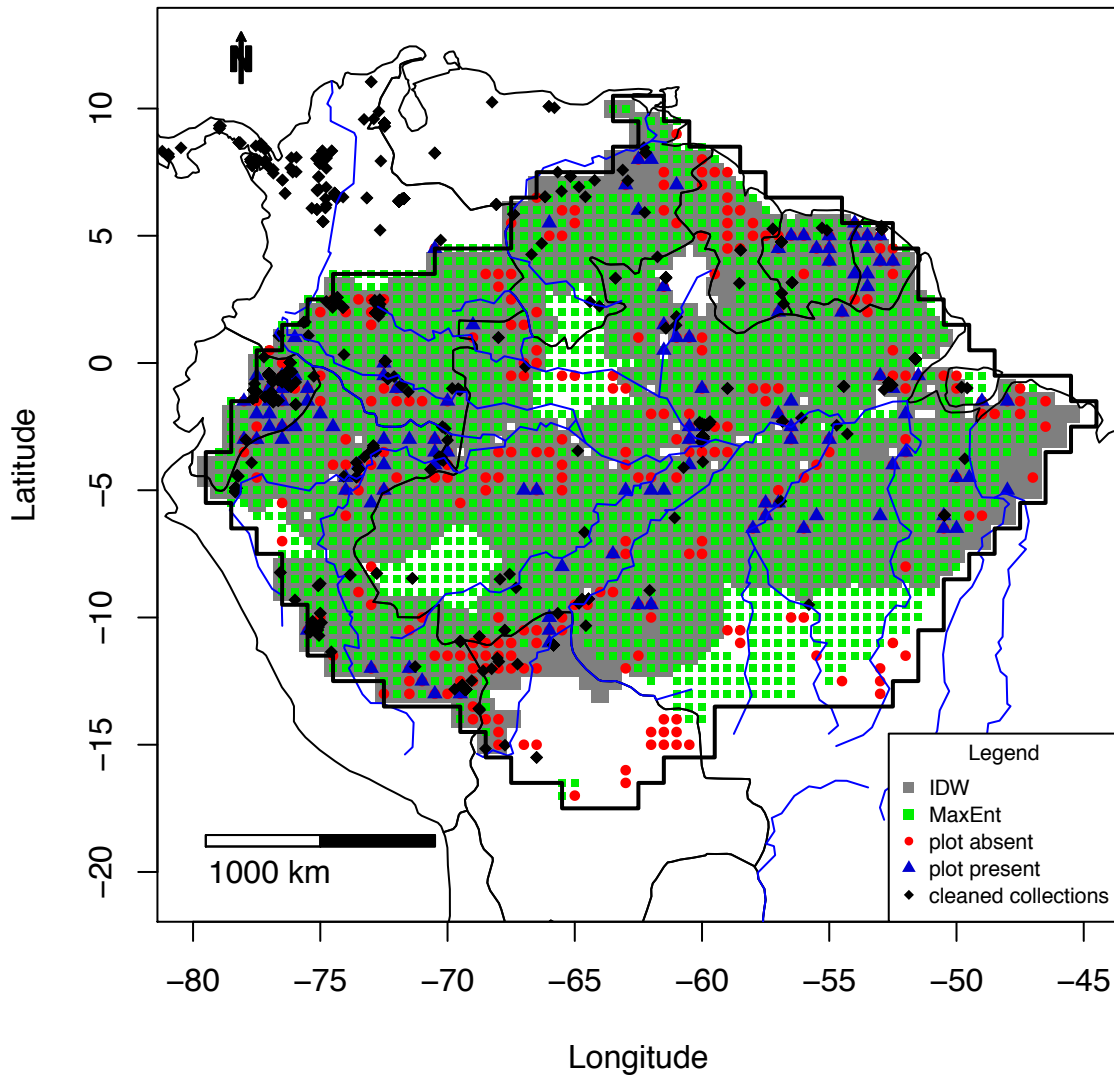 N
10
5
0
−5
−10
−15
−20
Latitude
1000 km
Legend
IDW
MaxEnt
plot absent
plot present
cleaned collections
−80 −75 −70 −65 −60 −55 −50 −45
Longitude